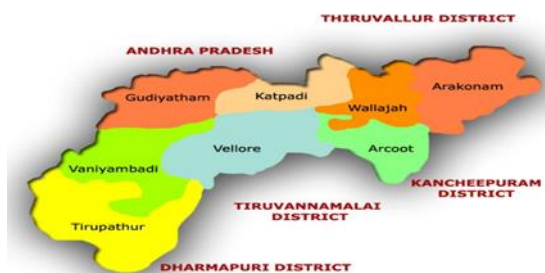 THIRUVALLUR DISTRICT
ANDHRA PRADESH
Gudiyatham
Katpadi
Wallajah
Arakonam
Vaniyambadi
Vellore
Arcoot
KANCHEEPURAM
DISTRICT
TIRUVANNAMALAI
DISTRICT
Tirupathur
DHARMAPURI DISTRICT